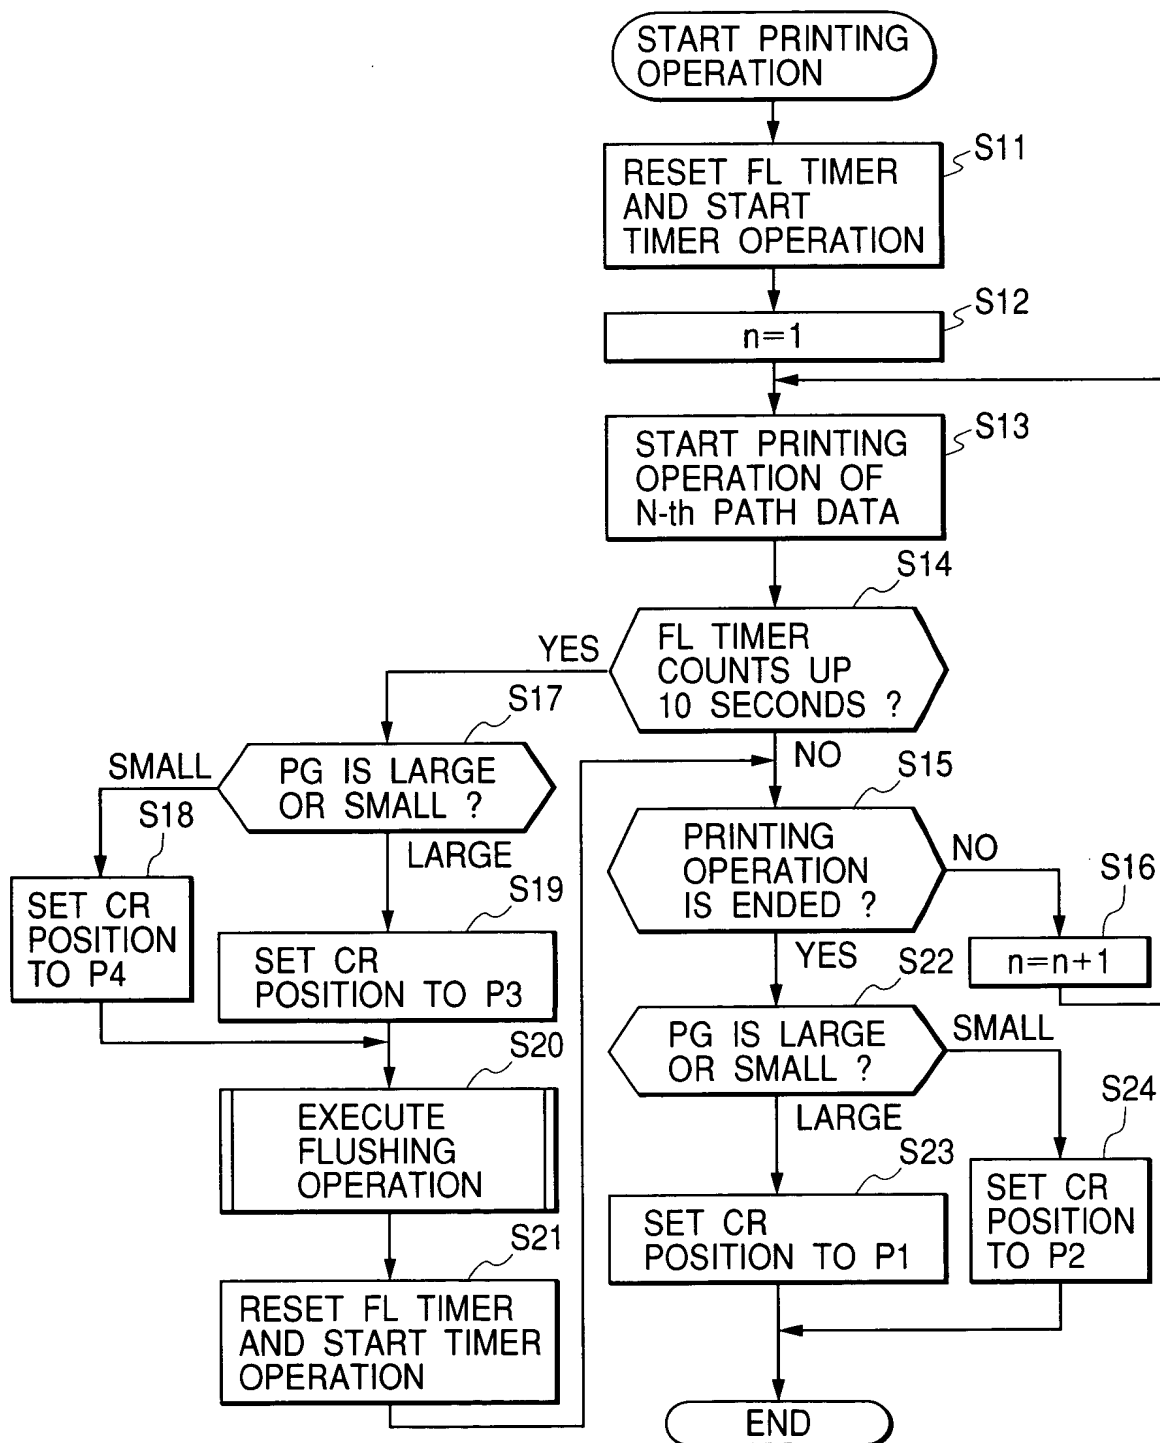 START PRINTING
OPERATION
S11
RESET FL TIMER
AND START
TIMER OPERATION
S12
n=1
S13
START PRINTING
OPERATION OF
N-th PATH DATA
S14
FL TIMER
COUNTS UP
10 SECONDS ?
YES
NO
S17
PG IS LARGE
OR SMALL ?
SMALL
LARGE
S18
SET CR
POSITION
TO P4
S19
SET CR
POSITION TO P3
S20
EXECUTE
FLUSHING
OPERATION
S21
RESET FL TIMER
AND START TIMER
OPERATION
S15
PRINTING
OPERATION
IS ENDED ?
NO
YES
S16
n=n+1
S22
PG IS LARGE
OR SMALL ?
SMALL
LARGE
S23
SET CR
POSITION TO P1
S24
SET CR
POSITION
TO P2
END